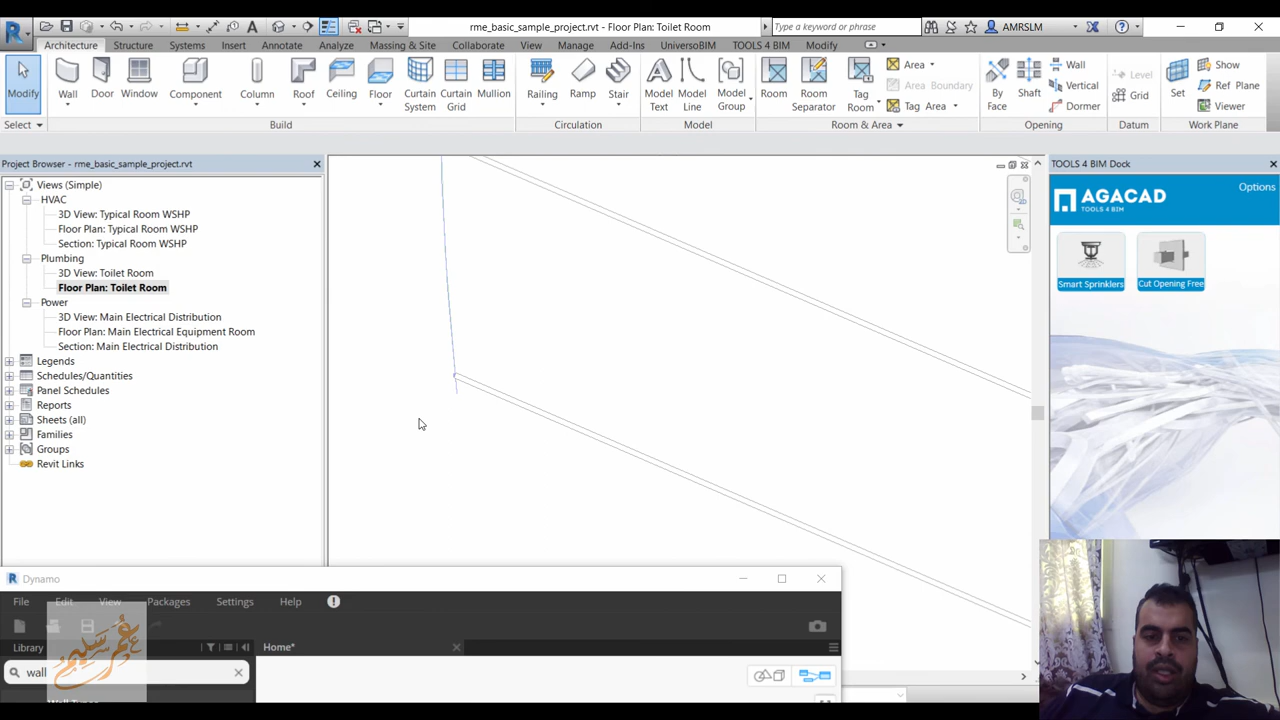 rme_basic_sample_project.rvt - Floor Plan: Toilet Room
Type a keyword or phrase
AMRSLM
Architecture Structure Systems Insert Annotate Analyze Massing & Site Collaborate View Manage Add-Ins UniversoBIM TOOLS 4 BIM Modify
Modify Wall Door Window Component Column Roof Ceiling Floor Curtain System Curtain Grid Mullion Railing Ramp Stair Model Text Model Line Model Group Room Room Separator Tag Room
Area
Area Boundary
Tag Area
By Face Shaft
Wall
Vertical
Dormer
Level
Grid
Set
Show
Ref Plane
Viewer
Select Build Circulation Model Room & Area Opening Datum Work Plane
Project Browser - rme_basic_sample_project.rvt
Views (Simple)
HVAC
3D View: Typical Room WSHP
Floor Plan: Typical Room WSHP
Section: Typical Room WSHP
Plumbing
3D View: Toilet Room
Floor Plan: Toilet Room
Power
3D View: Main Electrical Distribution
Floor Plan: Main Electrical Equipment Room
Section: Main Electrical Distribution
Legends
Schedules/Quantities
Panel Schedules
Reports
Sheets (all)
Families
Groups
Revit Links
TOOLS 4 BIM Dock
AGACAD
TOOLS 4 BIM
Options
Smart Sprinklers
Cut Opening Free
Dynamo
File Edit View Packages Settings Help
Library
Home*
wall
عمر سليم